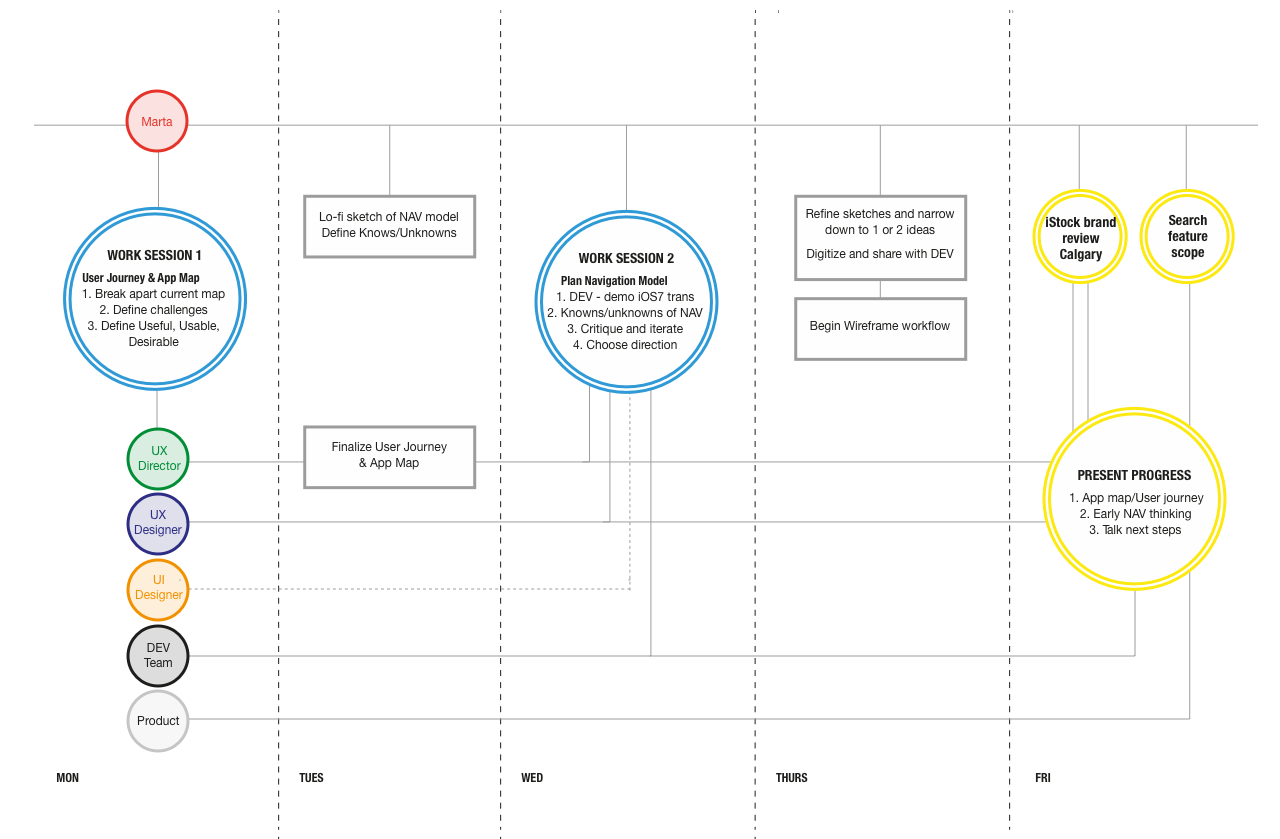 Marta
WORK SESSION 1
User Journey & App Map
1. Break apart current map
2. Define challenges
3. Define Useful, Usable,
Desirable
UX
Director
UX
Designer
UI
Designer
DEV
Team
Product
MON
Lo-fi sketch of NAV model
Define Knows/Unknowns
Finalize User Journey
& App Map
TUES
WORK SESSION 2
Plan Navigation Model
1. DEV - demo iOS7 trans
2. Knowns/unknowns of NAV
3. Critique and iterate
4. Choose direction
WED
Refine sketches and narrow
down to 1 or 2 ideas
Digitize and share with DEV
Begin Wireframe workflow
THURS
iStock brand
review
Calgary
Search
feature
scope
PRESENT PROGRESS
1. App map/User journey
2. Early NAV thinking
3. Talk next steps
FRI